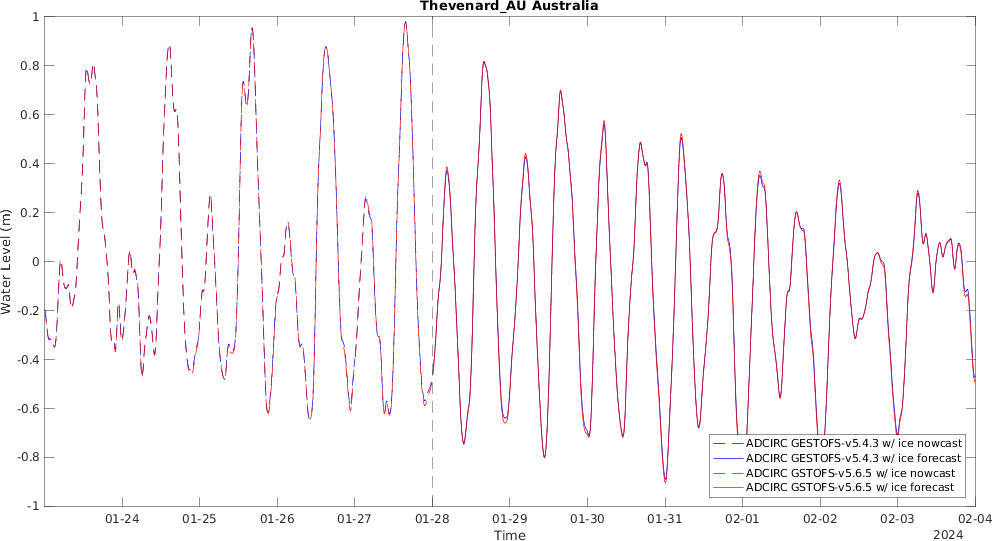 Thevenard_AU Australia
Water Level (m)
1
0.8
0.6
0.4
0.2
0
-0.2
-0.4
-0.6
-0.8
-1
ADCIRC GESTOFS-v5.4.3 w/ ice nowcast
ADCIRC GESTOFS-v5.4.3 w/ ice forecast
ADCIRC GSTOFS-v5.6.5 w/ ice nowcast
ADCIRC GSTOFS-v5.6.5 w/ ice forecast
01-24 01-25 01-26 01-27 01-28 01-29 01-30 01-31 02-01 02-02 02-03 02-04
Time
2024